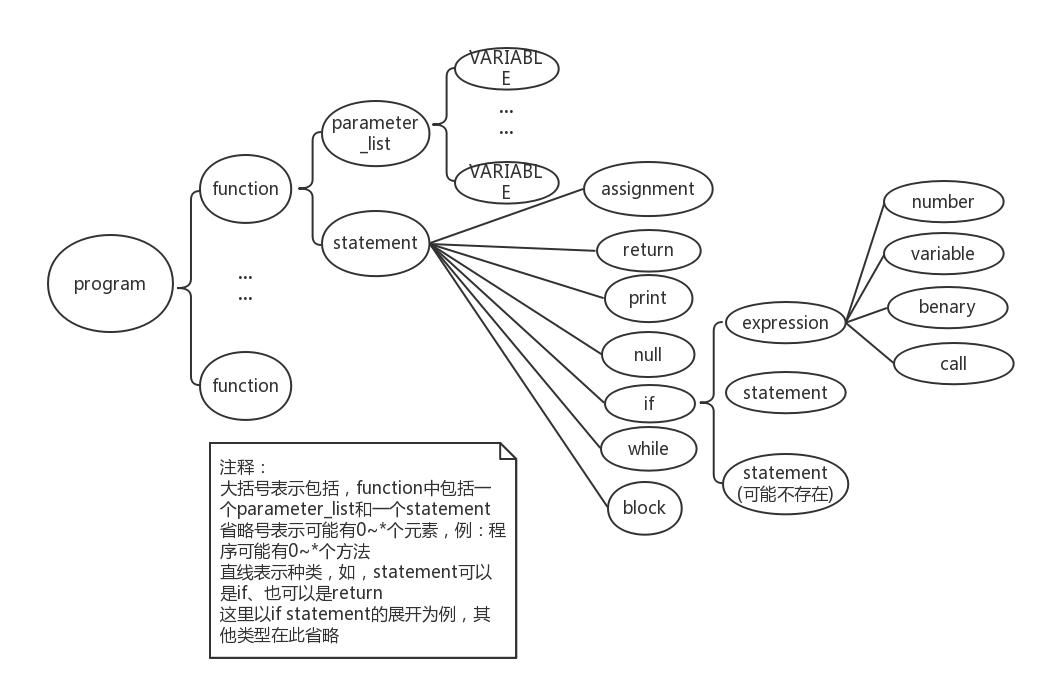 program
function
...
...
function
parameter
_list
statement
VARIABL
E
...
...
VARIABL
E
assignment
return
print
null
if
while
block
expression
statement
statement
(可能不存在)
number
variable
benary
call
注释：
大括号表示包括，function中包括一
个parameter_list和一个statement
省略号表示可能有0~*个元素，例：程
序可能有0~*个方法
直线表示种类，如，statement可以
是if、也可以是return
这里以if statement的展开为例，其
他类型在此省略